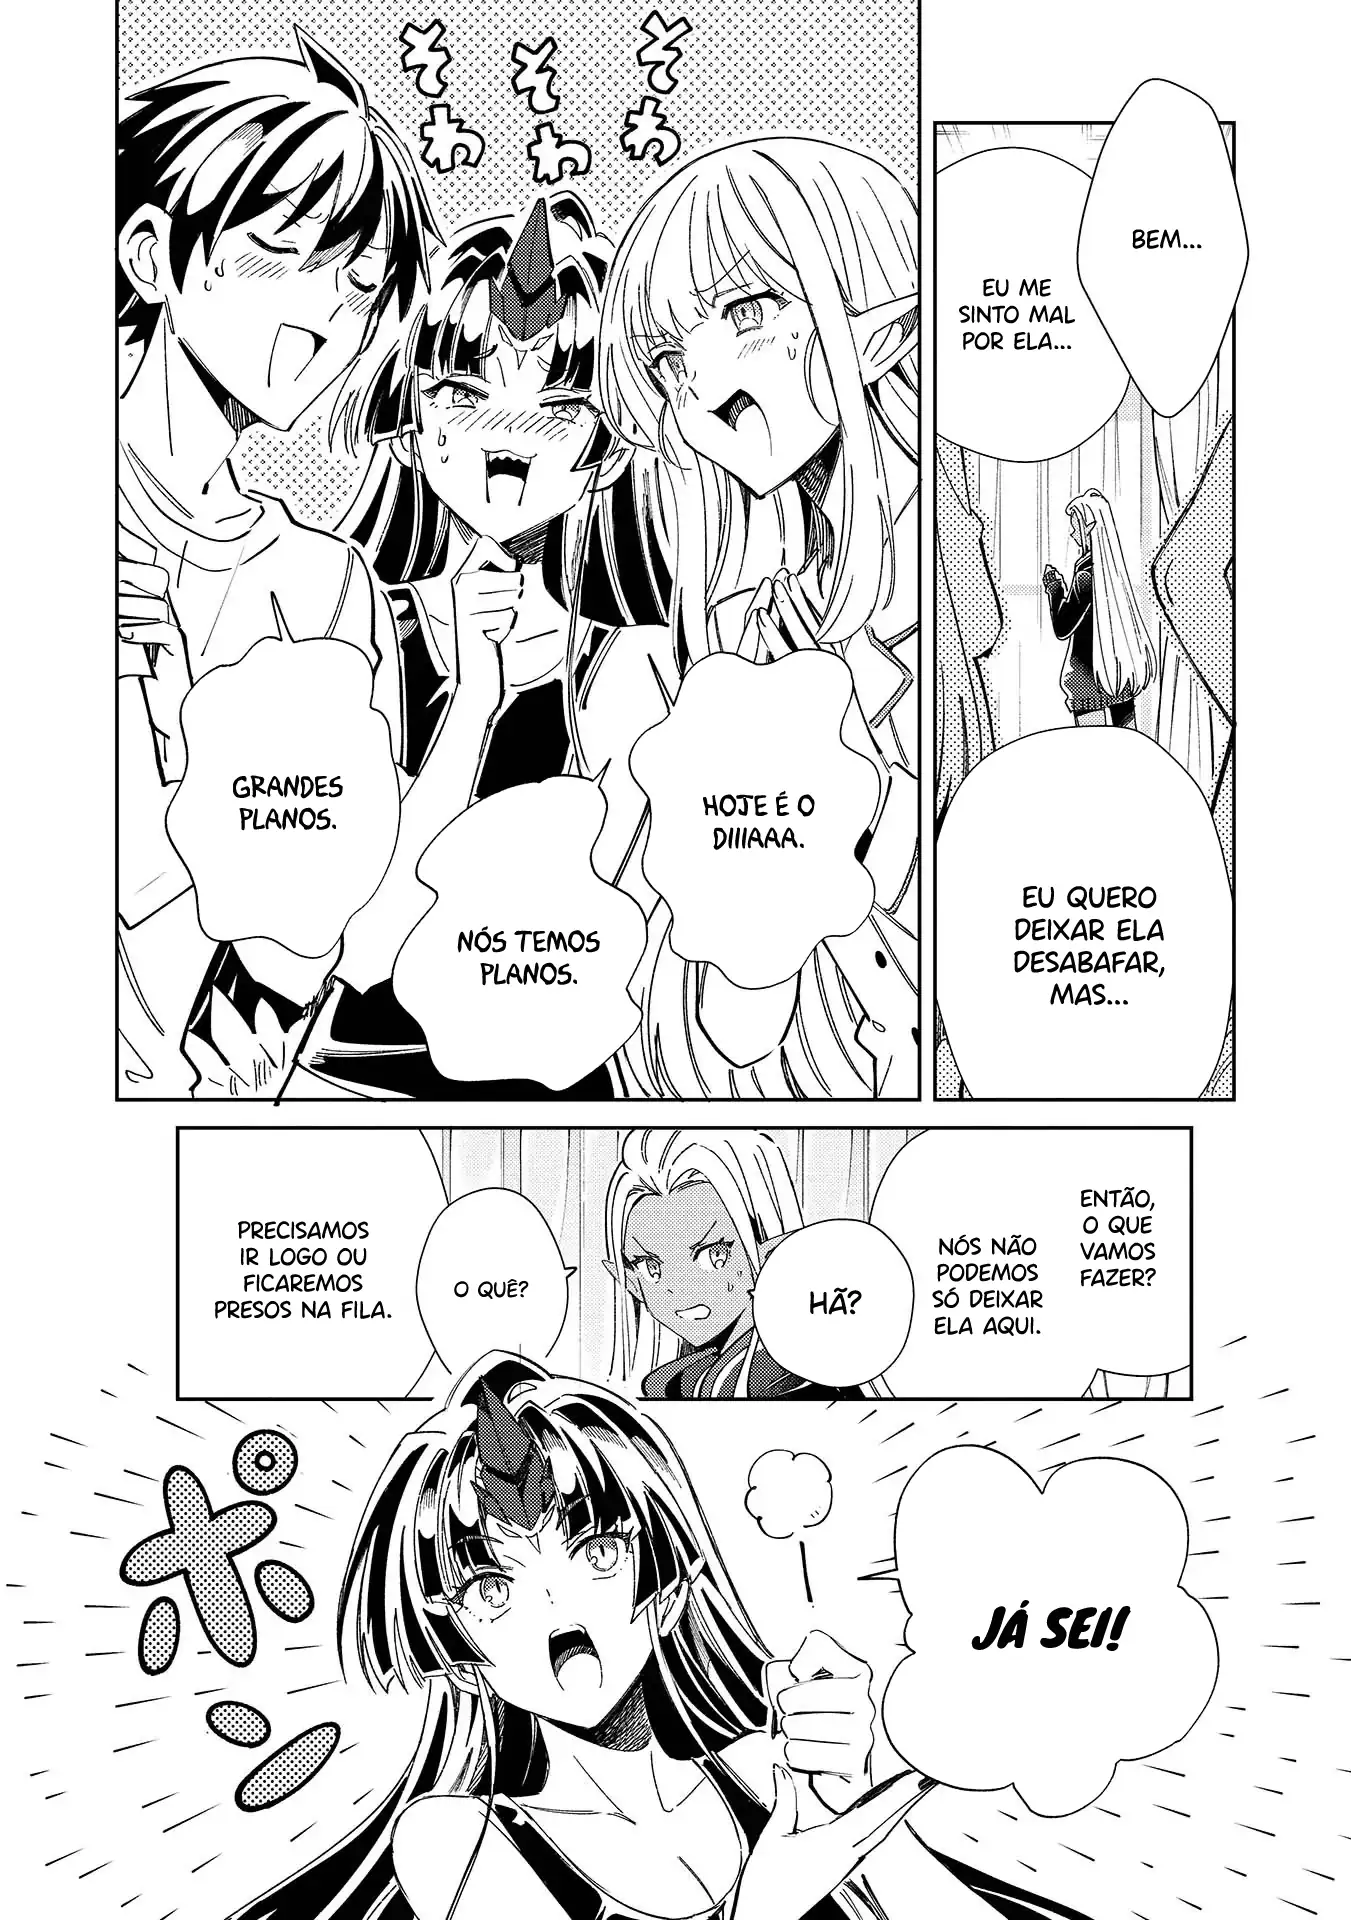 BEM...
EU ME
SINTO MAL
POR ELA...
EU QUERO
DEIXAR ELA
DESABAFAR,
MAS...
そわ
そわ
そわ
HOJE É O
DIIIAAA.
NÓS TEMOS
PLANOS.
GRANDES
PLANOS.
ENTÃO,
O QUE
VAMOS
FAZER?
NÓS NÃO
PODEMOS
SÓ DEIXAR
ELA AQUI.
HÃ?
O QUÊ?
PRECISAMOS
IR LOGO OU
FICAREMOS
PRESOS NA FILA.
JÁ SEI!
ポン